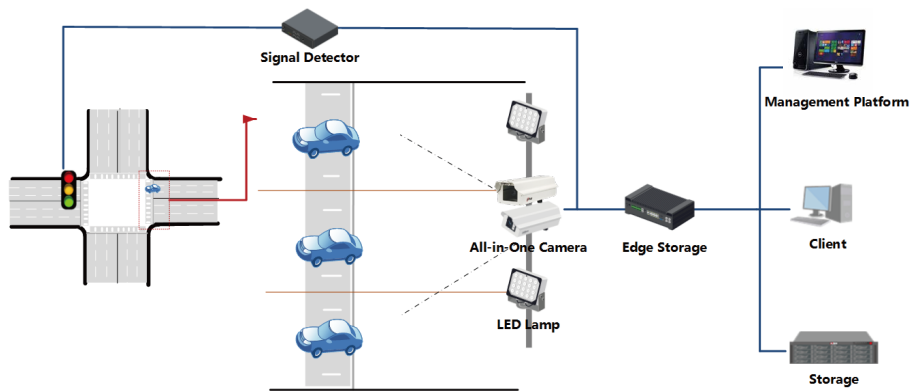 Signal Detector
Management Platform
All-in-One Camera
Edge Storage
Client
LED Lamp
Storage